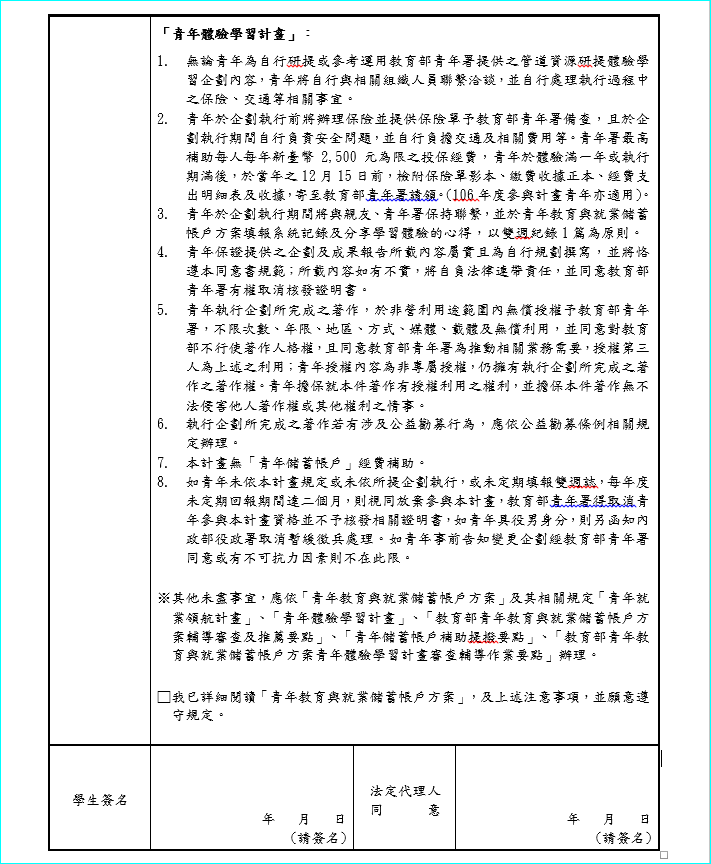 「青年體驗學習計畫」：
1. 無論青年為自行研提或參考運用教育部青年署提供之管道資源研提體驗學
習企劃內容，青年將自行與相關組織人員聯繫洽談，並自行處理執行過程中
之保險、交通等相關事宜。
2. 青年於企劃執行前將辦理保險並提供保險單予教育部青年署備查，且於企
劃執行期間自行負責安全問題，並自行負擔交通及相關費用等。青年署最高
補助每人每年新臺幣 2,500 元為限之投保經費，青年於體驗滿一年或執行
期滿後，於當年之 12 月 15 日前，檢附保險單影本、繳費收據正本、經費支
出明細表及收據，寄至教育部青年署請領。(106 年度參與計畫青年亦適用)。
3. 青年於企劃執行期間將與親友、青年署保持聯繫，並於青年教育與就業儲蓄
帳戶方案填報系統記錄及分享學習體驗的心得，以雙週紀錄 1 篇為原則。
4. 青年保證提供之企劃及成果報告所載內容屬實且為自行規劃撰寫，並將恪
遵本同意書規範；所載內容如有不實，將自負法律連帶責任，並同意教育部
青年署有權取消核發證明書。
5. 青年執行企劃所完成之著作，於非營利用途範圍內無償授權予教育部青年
署，不限次數、年限、地區、方式、媒體、載體及無償利用，並同意對教育
部不行使著作人格權，且同意教育部青年署為推動相關業務需要，授權第三
人為上述之利用；青年授權內容為非專屬授權，仍擁有執行企劃所完成之著
作之著作權。青年擔保就本件著作有授權利用之權利，並擔保本件著作無不
法侵害他人著作權或其他權利之情事。
6. 執行企劃所完成之著作若有涉及公益勸募行為，應依公益勸募條例相關規
定辦理。
7. 本計畫無「青年儲蓄帳戶」經費補助。
8. 如青年未依本計畫規定或未依所提企劃執行，或未定期填報雙週誌，每年度
未定期回報期間達二個月，則視同放棄參與本計畫，教育部青年署得取消青
年參與本計畫資格並不予核發相關證明書，如青年具役男身分，則另函知內
政部役政署取消暫緩徵兵處理。如青年事前告知變更企劃經教育部青年署
同意或有不可抗力因素則不在此限。
※其他未盡事宜，應依「青年教育與就業儲蓄帳戶方案」及其相關規定「青年就
業領航計畫」、「青年體驗學習計畫」、「教育部青年教育與就業儲蓄帳戶方
案輔導審查及推薦要點」、「青年儲蓄帳戶補助提撥要點」、「教育部青年教
育與就業儲蓄帳戶方案青年體驗學習計畫審查輔導作業要點」辦理。
□我已詳細閱讀「青年教育與就業儲蓄帳戶方案」，及上述注意事項，並願意遵
守規定。
學生簽名
年 月 日
(請簽名)
法定代理人
同 意
年 月 日
(請簽名)